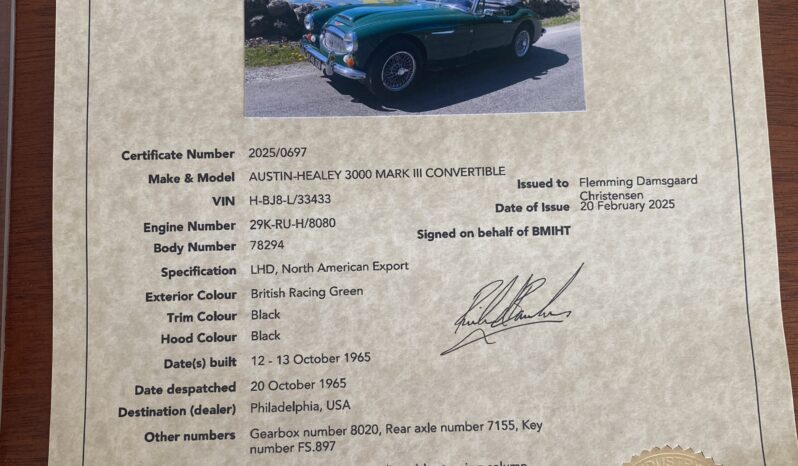 Certificate Number 2025/0697
Make & Model AUSTIN-HEALEY 3000 MARK III CONVERTIBLE
VIN H-BJ8-L/33433
Engine Number 29K-RU-H/8080
Body Number 78294
Specification LHD, North American Export
Exterior Colour British Racing Green
Trim Colour Black
Hood Colour Black
Date(s) built 12 - 13 October 1965
Date despatched 20 October 1965
Destination (dealer) Philadelphia, USA
Other numbers Gearbox number 8020, Rear axle number 7155, Key
number FS.897
column
Issued to Flemming Damsgaard
Christensen
Date of Issue 20 February 2025
Signed on behalf of BMIHT